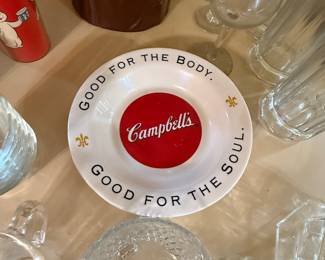 GOOD FOR THE BODY.
Campbell's
GOOD FOR THE SOUL.